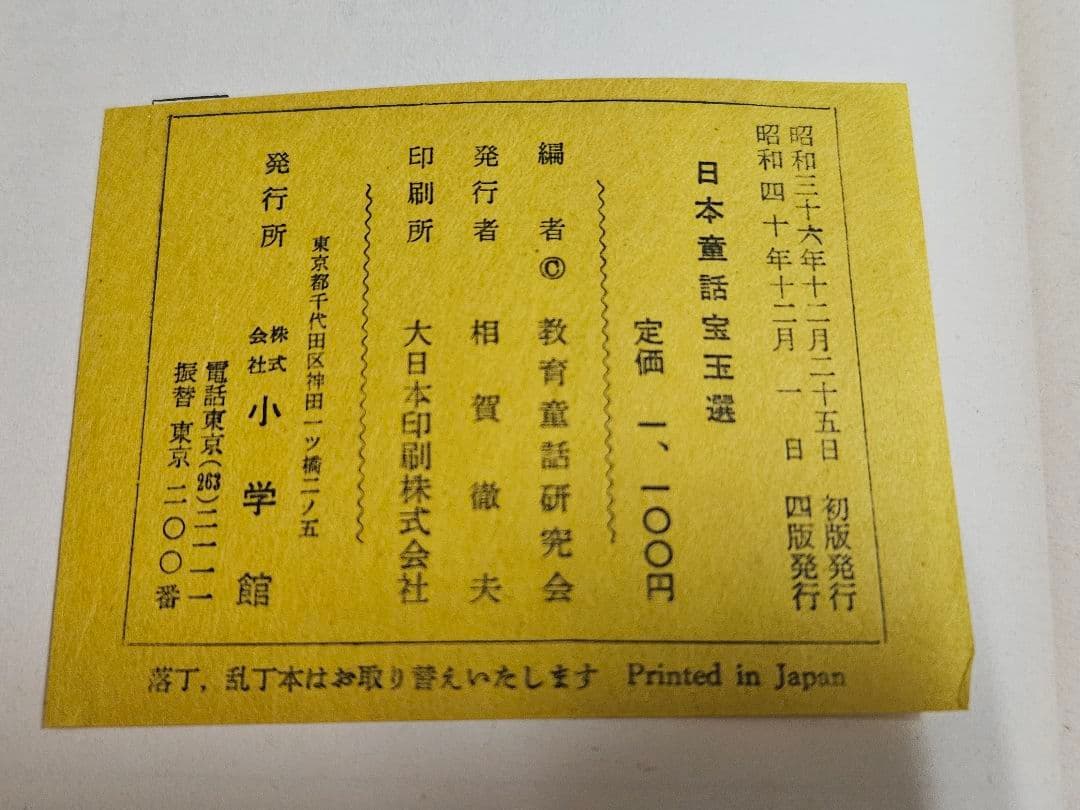 昭和三十六年十二月二十五日 初版発行
昭和四十年十二月一日 四版発行
日本童話宝玉選
定価 一、一〇〇円
編者 © 教育童話研究会
発行者 相賀徹夫
印刷所 大日本印刷株式会社
東京都千代田区神田一ツ橋二ノ五
発行所 株式会社 小学館
電話東京(263)二一一一
振替 東京 二〇〇番
落丁,乱丁本はお取り替えいたします Printed in Japan